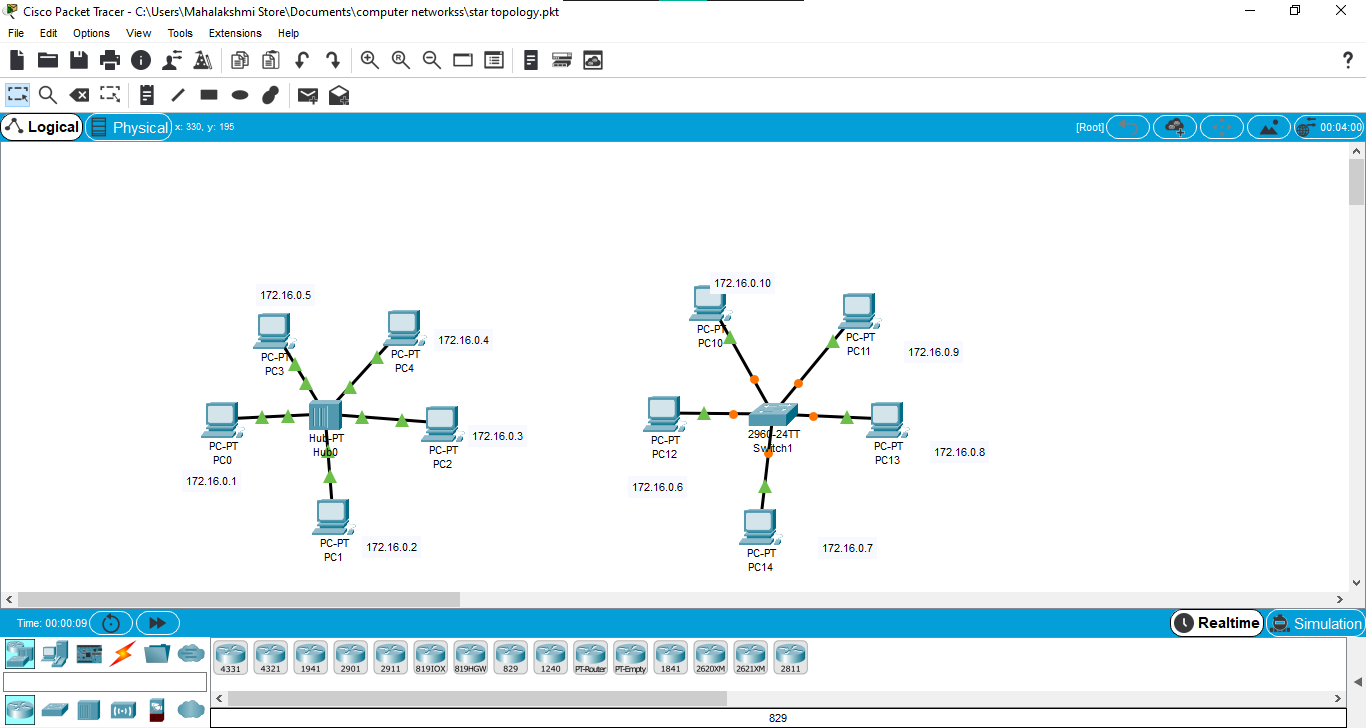 Cisco Packet Tracer - C:\Users\Mahalakshmi Store\Documents\computer networkss\star topology.pkt
File Edit Options View Tools Extensions Help
Logical Physical x: 330, y: 195 [Root] 00:04:00
172.16.0.5
PC-PT
PC3
PC-PT
PC4
172.16.0.4
PC-PT
PC0
172.16.0.1
Hub-PT
Hub0
PC-PT
PC2
172.16.0.3
PC-PT
PC1
172.16.0.2
172.16.0.10
PC-PT
PC10
PC-PT
PC11
172.16.0.9
PC-PT
PC12
172.16.0.6
2960-24TT
Switch1
PC-PT
PC13
172.16.0.8
PC-PT
PC14
172.16.0.7
Time: 00:00:09 Realtime Simulation
4331 4321 1941 2901 2911 819IOX 819HGW 829 1240 PT-Router PT-Empty 1841 2620XM 2621XM 2811
829